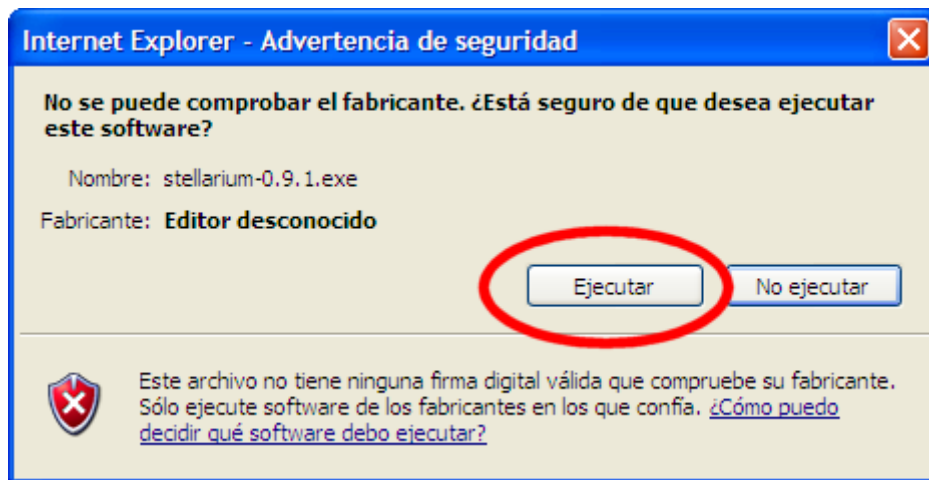 Internet Explorer - Advertencia de seguridad
No se puede comprobar el fabricante. ¿Está seguro de que desea ejecutar
este software?
Nombre: stellarium-0.9.1.exe
Fabricante: Editor desconocido
Ejecutar No ejecutar
Este archivo no tiene ninguna firma digital válida que compruebe su fabricante.
Sólo ejecute software de los fabricantes en los que confía. ¿Cómo puedo
decidir qué software debo ejecutar?